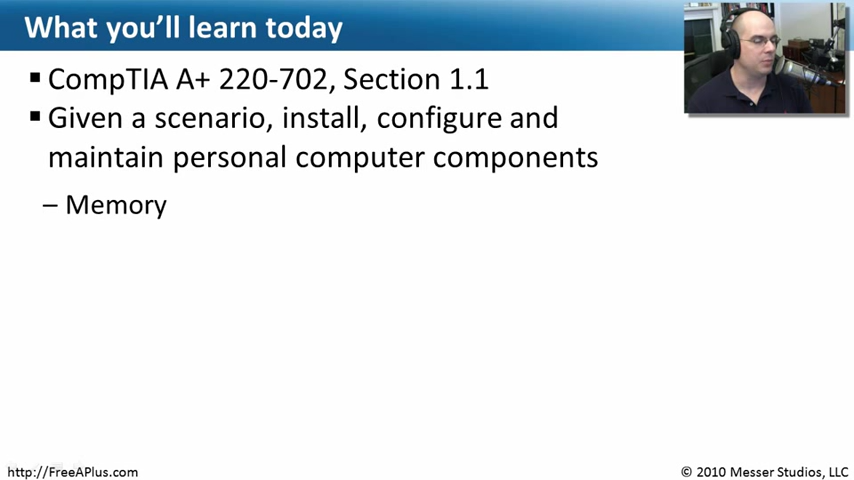 What you'll learn today
▪ CompTIA A+ 220-702, Section 1.1
▪ Given a scenario, install, configure and
maintain personal computer components
– Memory
http://FreeAPlus.com
© 2010 Messer Studios, LLC